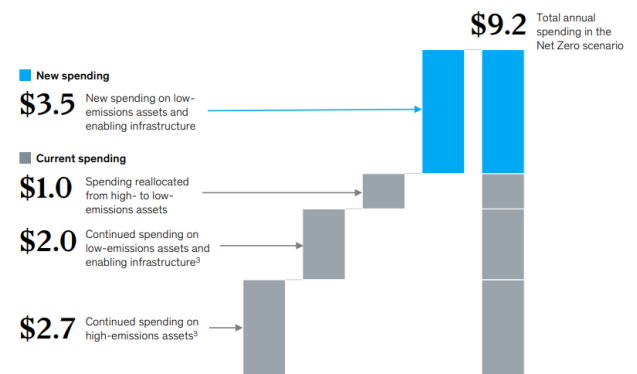 $9.2
Total annual
spending in the
Net Zero scenario
New spending
$3.5
New spending on low-
emissions assets and
enabling infrastructure
Current spending
$1.0
Spending reallocated
from high- to low-
emissions assets
$2.0
Continued spending on
low-emissions assets and
enabling infrastructure³
$2.7
Continued spending on
high-emissions assets³